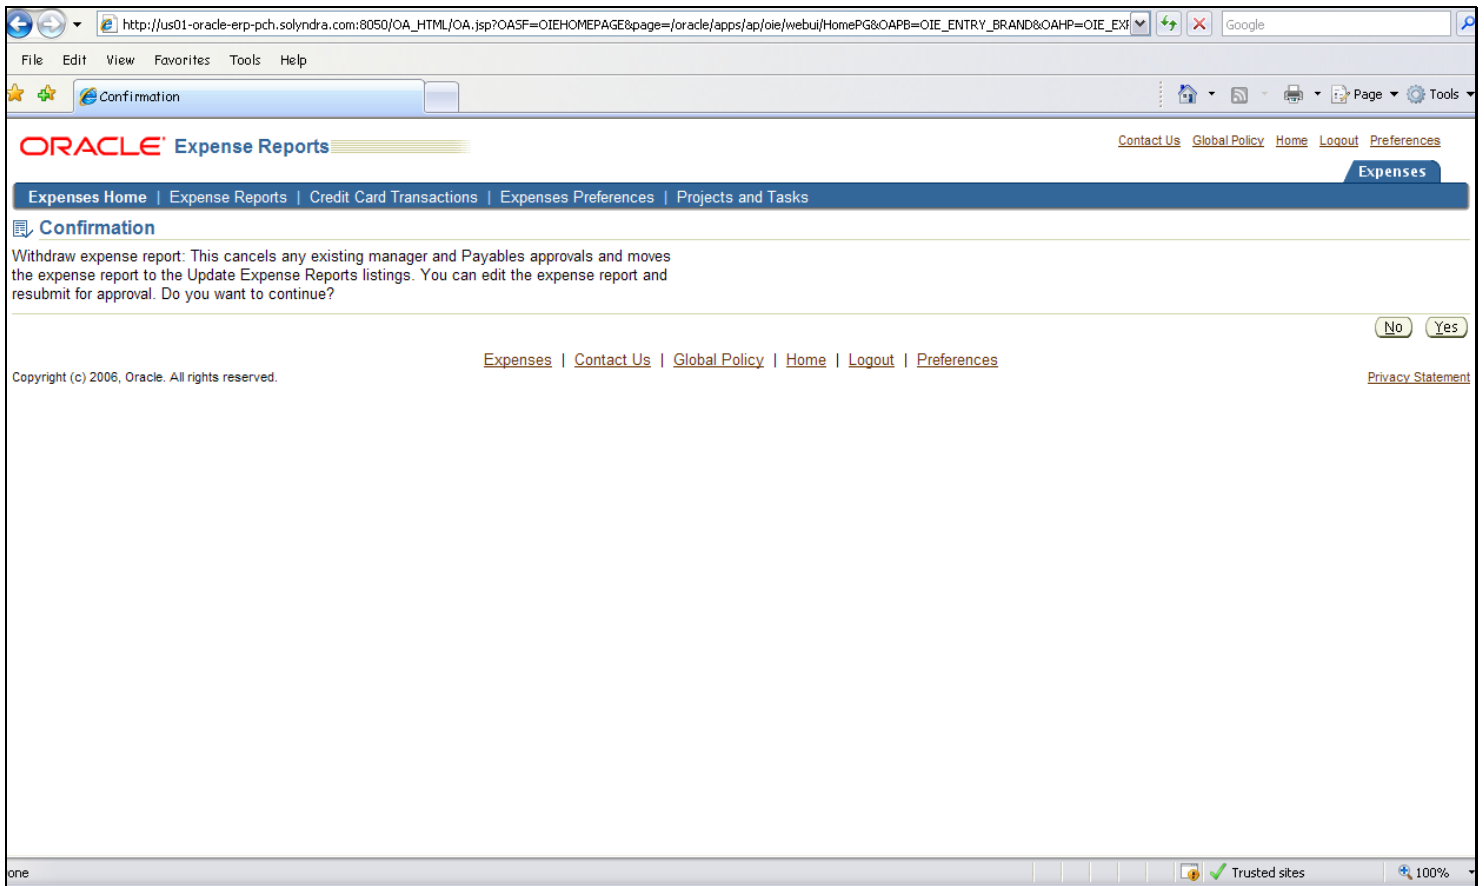 http://us01-oracle-erp-pch.solyndra.com:8050/OA_HTML/OA.jsp?OASF=OIEHOMEPAGE&page=/oracle/apps/ap/oie/webui/HomePG&OAPB=OIE_ENTRY_BRAND&OAHP=OIE_EXF Google
File Edit View Favorites Tools Help
Confirmation Page Tools
ORACLE Expense Reports Contact Us Global Policy Home Logout Preferences
Expenses
Expenses Home | Expense Reports | Credit Card Transactions | Expenses Preferences | Projects and Tasks
Confirmation
Withdraw expense report: This cancels any existing manager and Payables approvals and moves
the expense report to the Update Expense Reports listings. You can edit the expense report and
resubmit for approval. Do you want to continue?
No Yes
Expenses | Contact Us | Global Policy | Home | Logout | Preferences
Copyright (c) 2006, Oracle. All rights reserved. Privacy Statement
one Trusted sites 100%